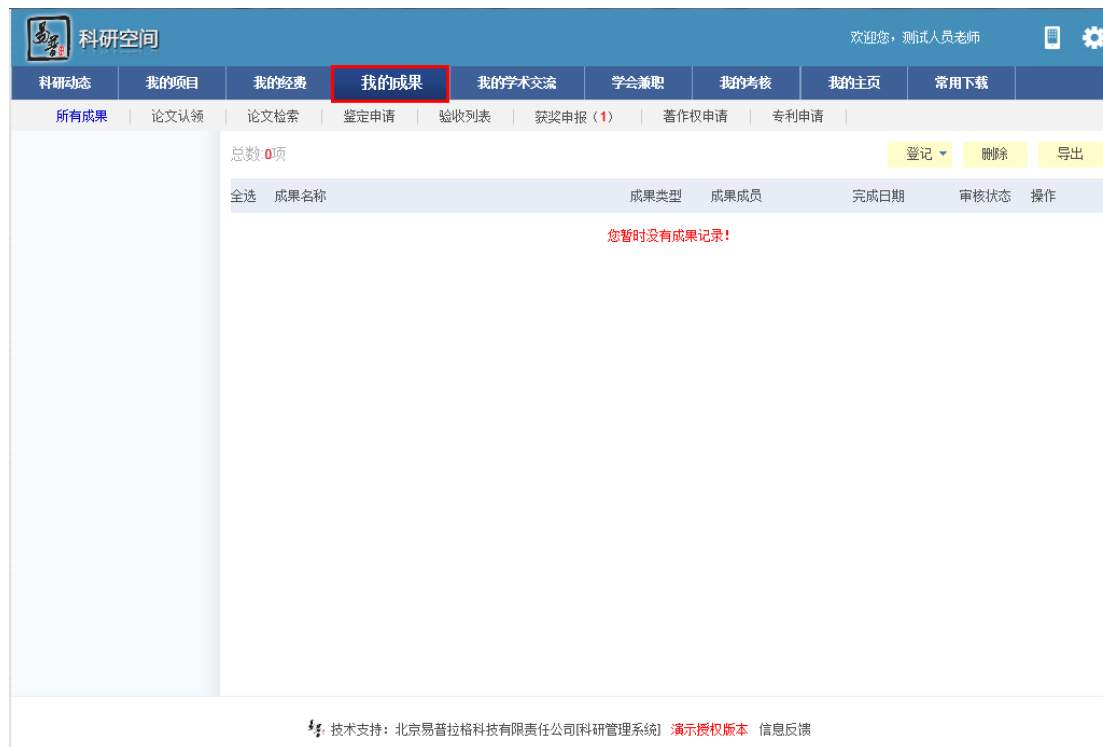 易普 科研空间 欢迎您，测试人员老师
科研动态 我的项目 我的经费 我的成果 我的学术交流 学会兼职 我的考核 我的主页 常用下载
所有成果 论文认领 论文检索 鉴定申请 验收列表 获奖申报（1） 著作权申请 专利申请
总数:0项 登记 删除 导出
全选 成果名称 成果类型 成果成员 完成日期 审核状态 操作
您暂时没有成果记录!
易普 技术支持：北京易普拉格科技有限责任公司[科研管理系统] 演示授权版本 信息反馈